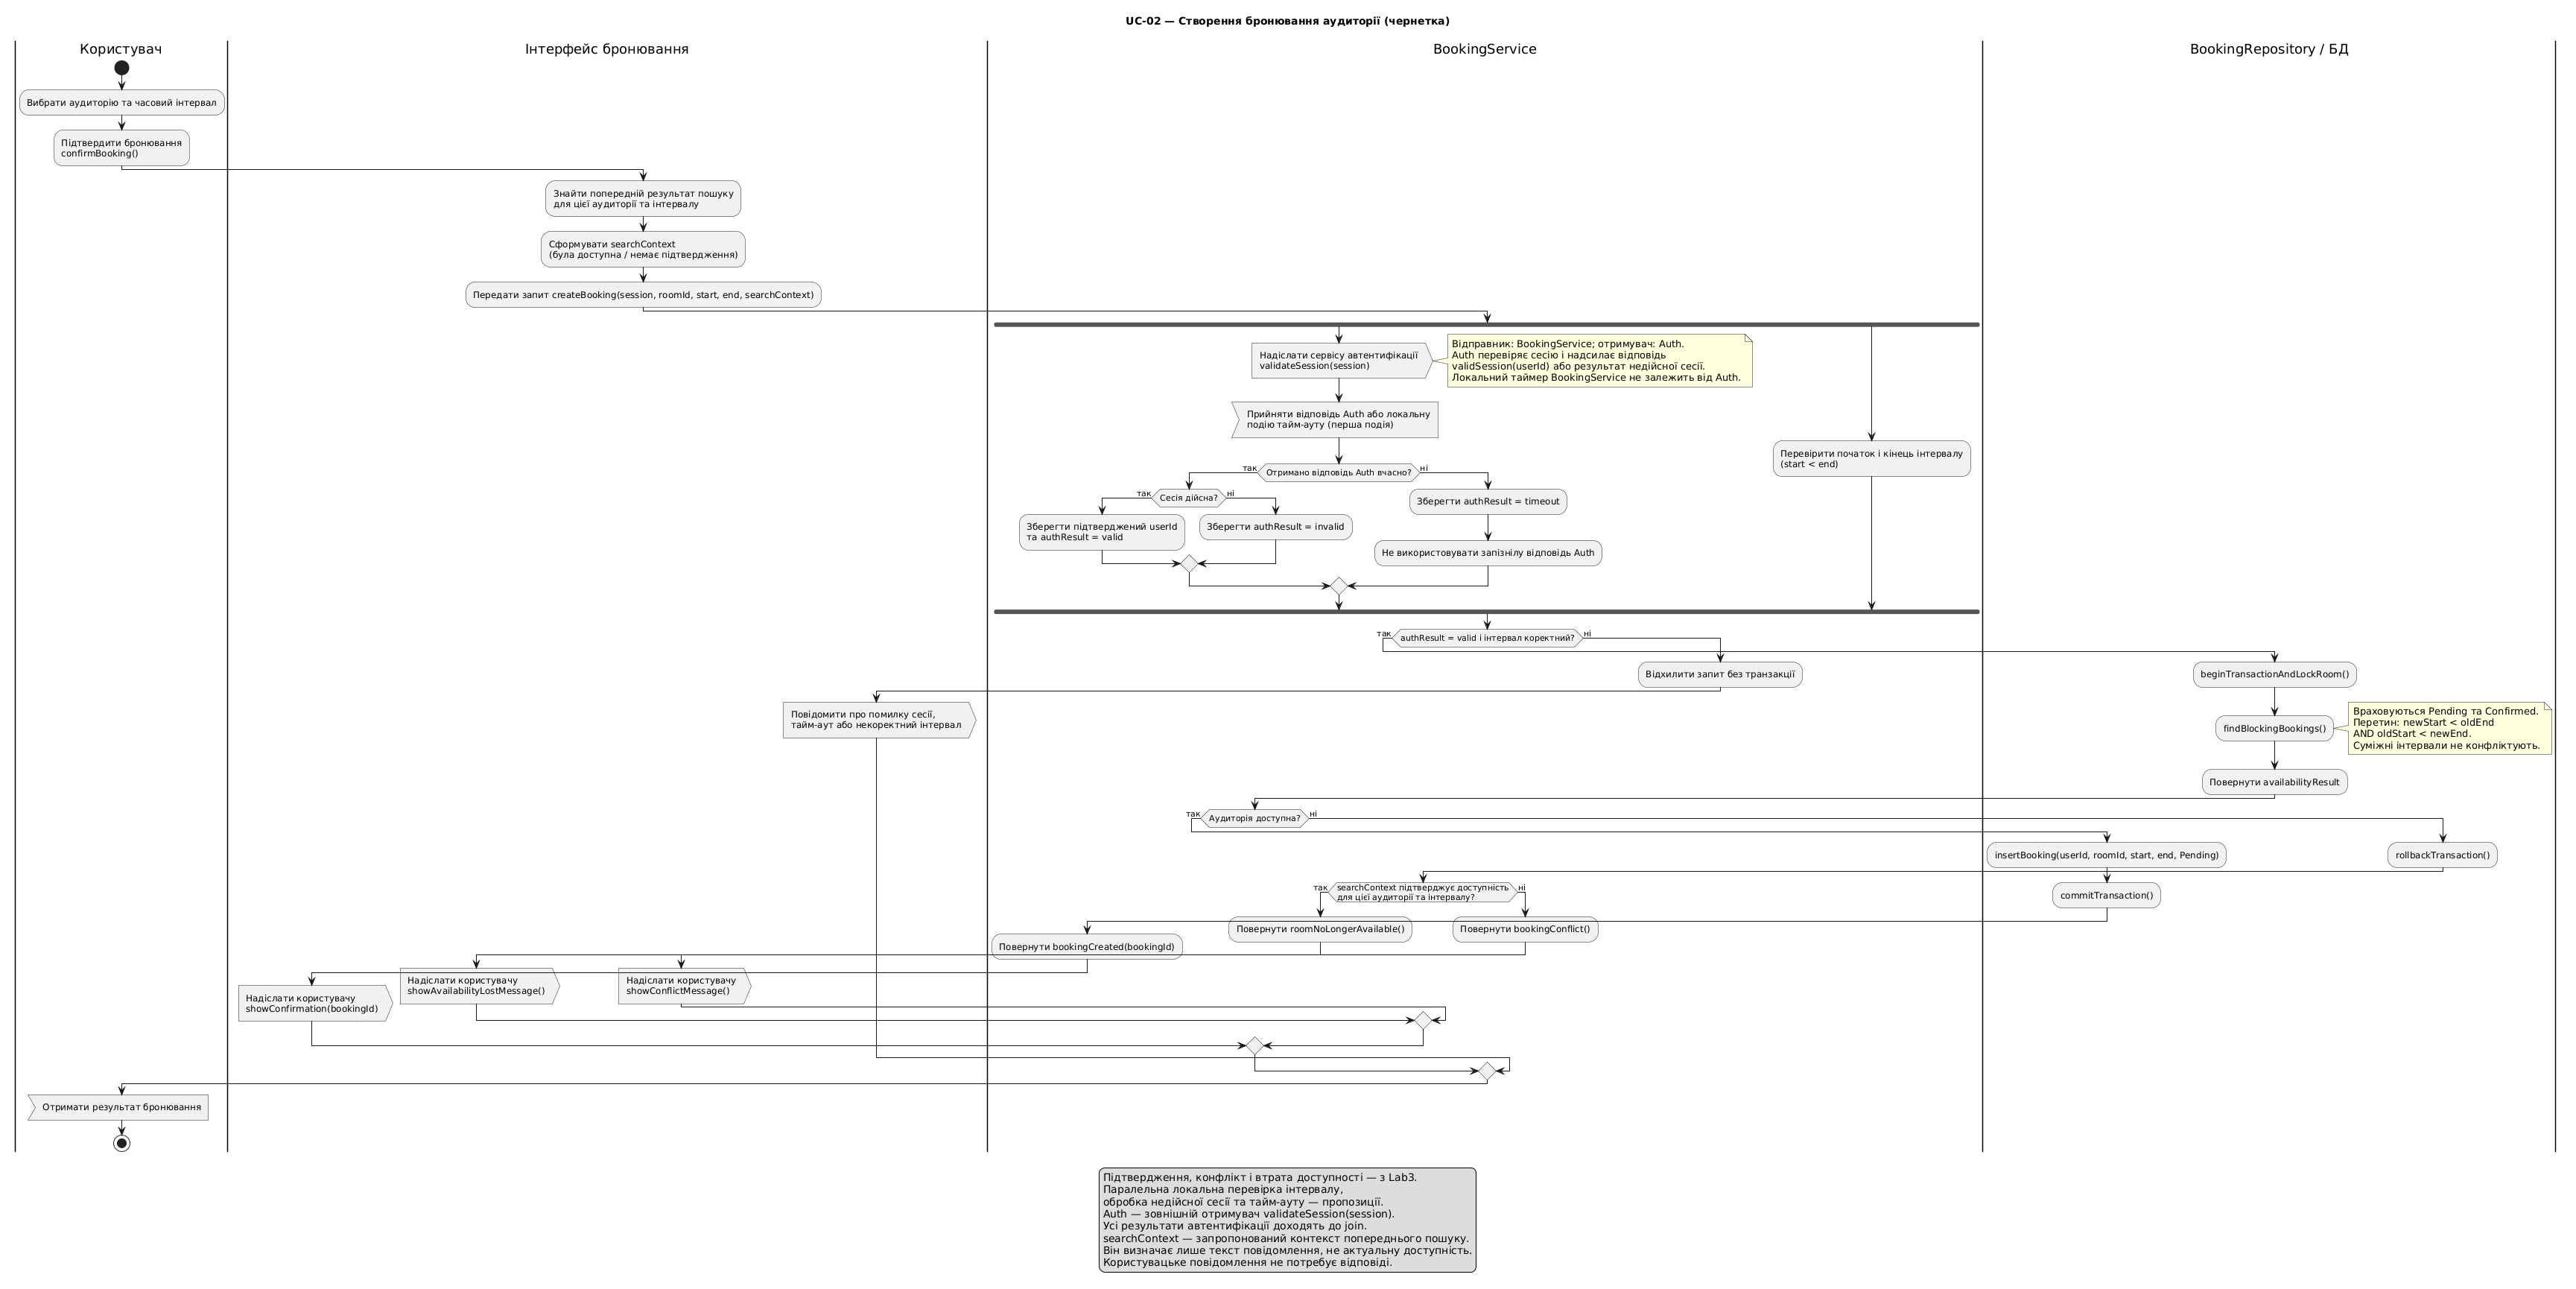 UC-02 — Створення бронювання аудиторії (чернетка)
Користувач
Інтерфейс бронювання
BookingService
BookingRepository / БД
Вибрати аудиторію та часовий інтервал
Підтвердити бронювання
confirmBooking()
Знайти попередній результат пошуку
для цієї аудиторії та інтервалу
Сформувати searchContext
(була доступна / немає підтвердження)
Передати запит createBooking(session, roomId, start, end, searchContext)
Надіслати сервісу автентифікації
validateSession(session)
Відправник: BookingService; отримувач: Auth.
Auth перевіряє сесію і надсилає відповідь
validSession(userId) або результат недійсної сесії.
Локальний таймер BookingService не залежить від Auth.
Прийняти відповідь Auth або локальну
подію тайм-ауту (перша подія)
Перевірити початок і кінець інтервалу
(start < end)
так
Отримано відповідь Auth вчасно?
ні
так
Сесія дійсна?
ні
Зберегти authResult = timeout
Зберегти підтверджений userId
та authResult = valid
Зберегти authResult = invalid
Не використовувати запізнілу відповідь Auth
так
authResult = valid і інтервал коректний?
ні
Відхилити запит без транзакції
beginTransactionAndLockRoom()
Повідомити про помилку сесії,
тайм-аут або некоректний інтервал
findBlockingBookings()
Враховуються Pending та Confirmed.
Перетин: newStart < oldEnd
AND oldStart < newEnd.
Суміжні інтервали не конфліктують.
Повернути availabilityResult
так
Аудиторія доступна?
ні
insertBooking(userId, roomId, start, end, Pending)
rollbackTransaction()
так
searchContext підтверджує доступність
для цієї аудиторії та інтервалу?
ні
commitTransaction()
Повернути roomNoLongerAvailable()
Повернути bookingConflict()
Повернути bookingCreated(bookingId)
Надіслати користувачу
showAvailabilityLostMessage()
Надіслати користувачу
showConflictMessage()
Надіслати користувачу
showConfirmation(bookingId)
Отримати результат бронювання
Підтвердження, конфлікт і втрата доступності — з Lab3.
Паралельна локальна перевірка інтервалу,
обробка недійсної сесії та тайм-ауту — пропозиції.
Auth — зовнішній отримувач validateSession(session).
Усі результати автентифікації доходять до join.
searchContext — запропонований контекст попереднього пошуку.
Він визначає лише текст повідомлення, не актуальну доступність.
Користувацьке повідомлення не потребує відповіді.